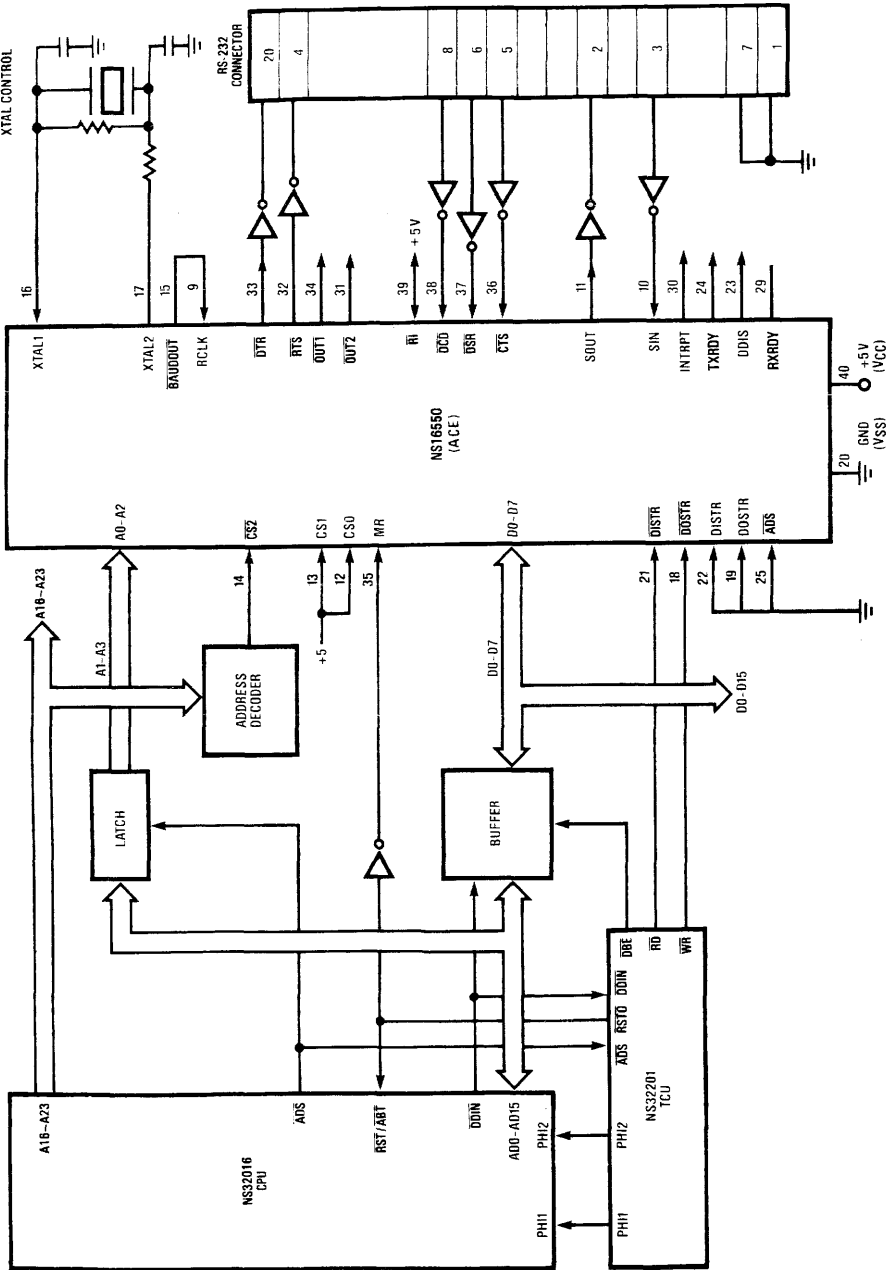 XTAL CONTROL
RS-232
CONNECTOR
20
4
8
6
5
2
3
7
1
16
17
15
9
33
32
34
31
39
+5V
38
37
36
11
10
30
24
23
29
XTAL1
XTAL2
BAUDOUT
RCLK
DTR
RTS
OUT1
OUT2
RI
DCD
DSR
CTS
SOUT
SIN
INTRPT
TXRDY
DDIS
RXRDY
NS16550
(ACE)
40
+5V
(VCC)
20
GND
(VSS)
A0-A2
CS2
CS1
CS0
MR
D0-D7
DISTR
DOSTR
DISTR
DOSTR
ADS
A16~A23
A1-A3
14
13
12
35
+5
21
18
22
19
25
ADDRESS
DECODER
D0-D7
D0-D15
LATCH
BUFFER
A16~A23
ADS
RST/ABT
DDIN
AD0-AD15
NS32016
CPU
PHI1
PHI2
DBE
RD
WR
DDIN
RSTO
ADS
NS32201
TCU
PHI2
PHI1